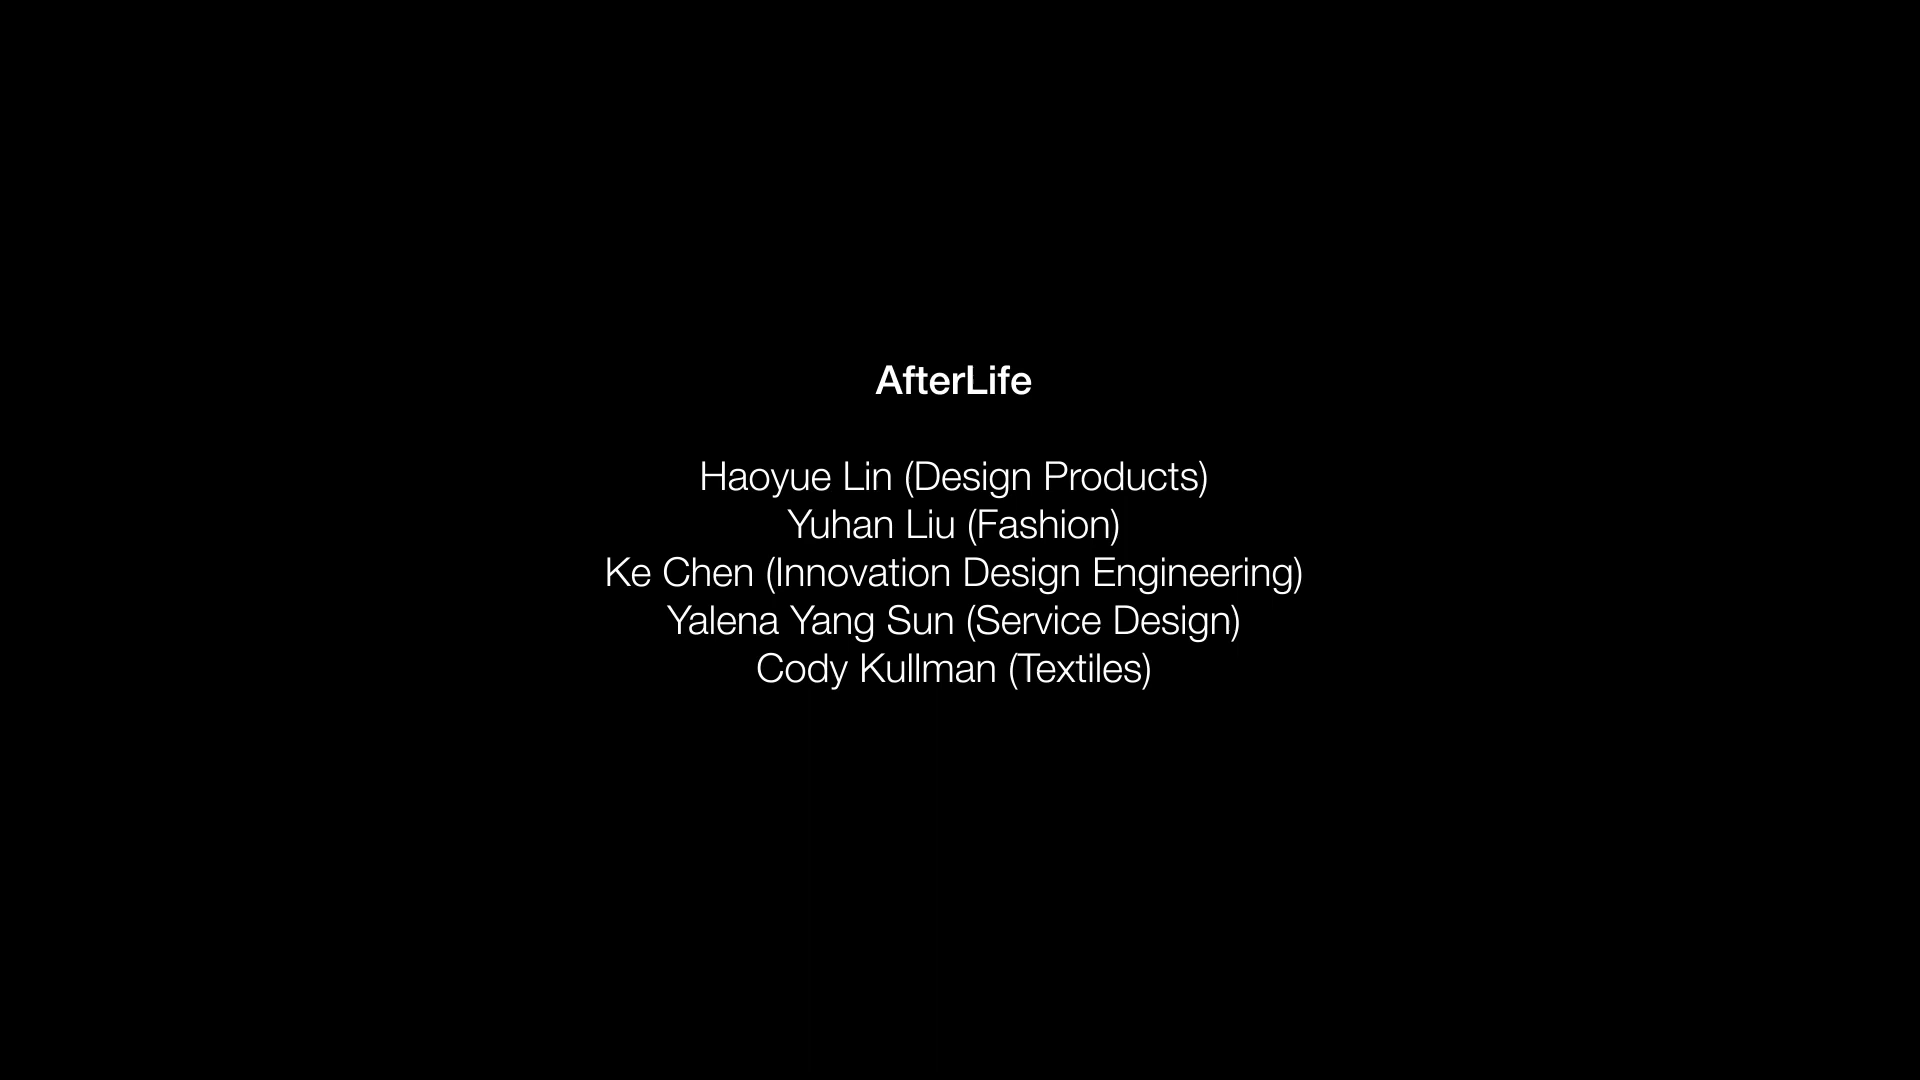 AfterLife
Haoyue Lin (Design Products)
Yuhan Liu (Fashion)
Ke Chen (Innovation Design Engineering)
Yalena Yang Sun (Service Design)
Cody Kullman (Textiles)